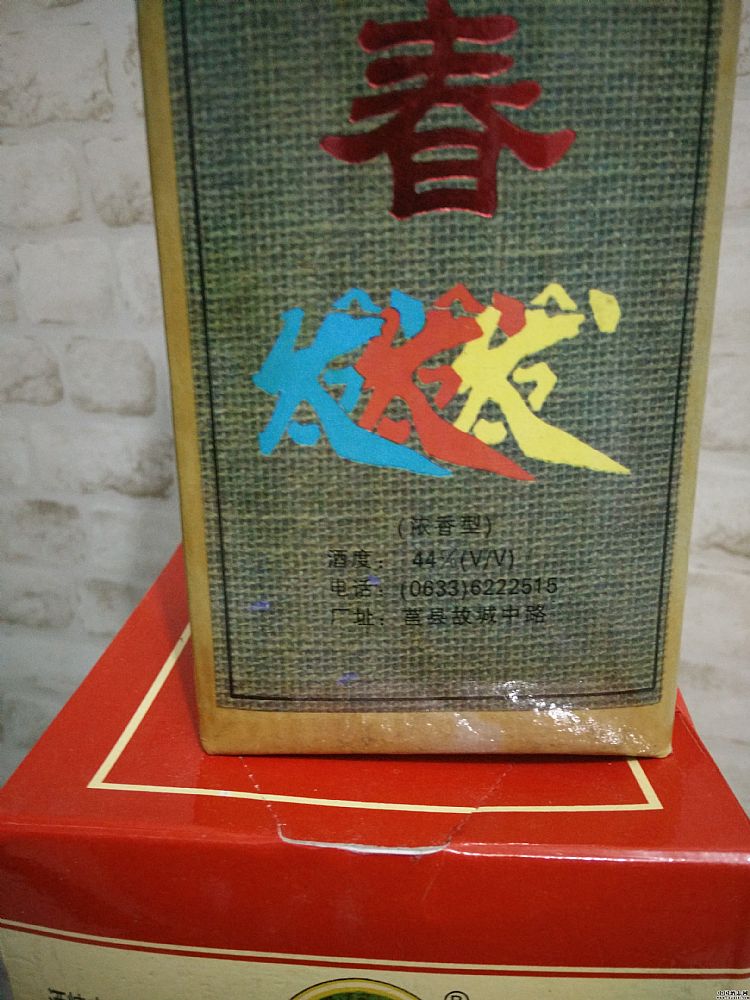 春
(浓香型)
酒度: 44%(V/V)
电话: (0633)6222515
厂址: 莒县故城中路
®